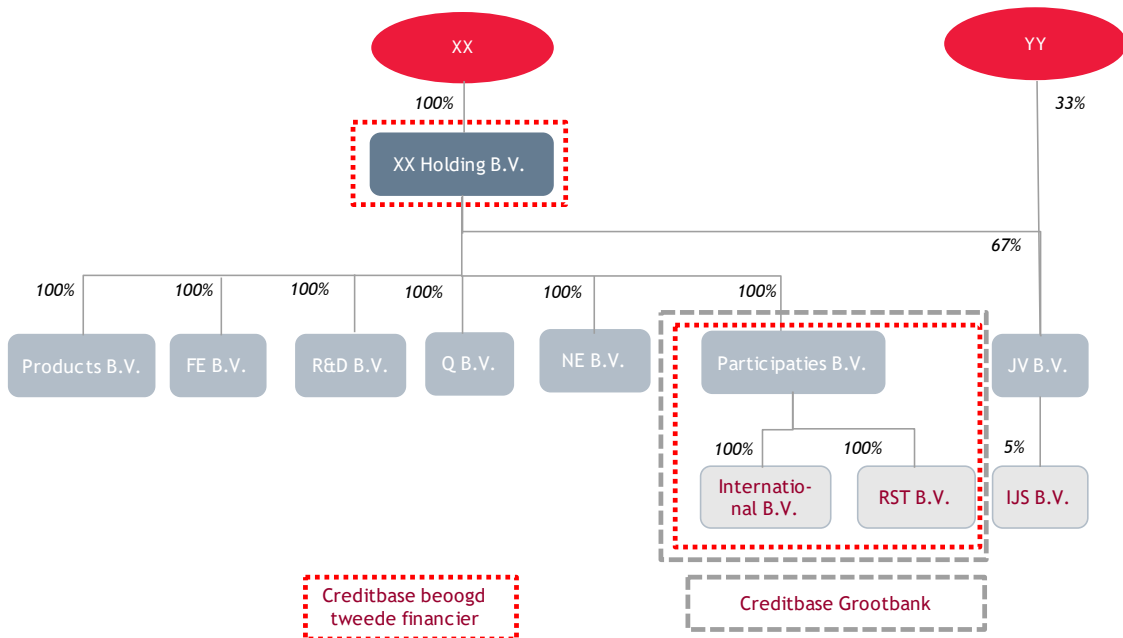 XX
YY
100%
33%
XX Holding B.V.
67%
100%
100%
100%
100%
100%
100%
Products B.V.
FE B.V.
R&D B.V.
Q B.V.
NE B.V.
Participaties B.V.
JV B.V.
100%
100%
5%
Internatio-
nal B.V.
RST B.V.
IJS B.V.
Creditbase beoogd
tweede financier
Creditbase Grootbank